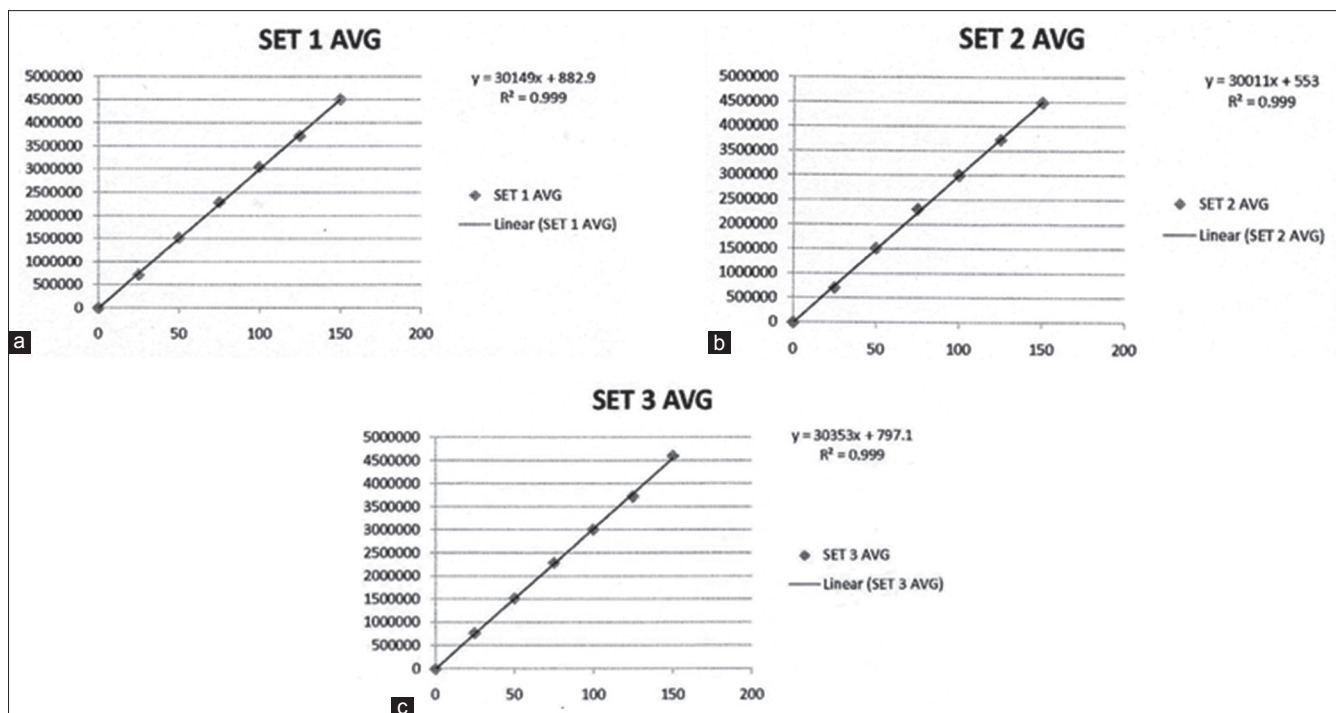 SET 1 AVG
y = 30149x + 882.9
R² = 0.999
5000000
4500000
4000000
3500000
3000000
2500000
2000000
1500000
1000000
500000
0
SET 1 AVG
Linear (SET 1 AVG)
0 50 100 150 200
a
SET 2 AVG
y = 30011x + 553
R² = 0.999
5000000
4500000
4000000
3500000
3000000
2500000
2000000
1500000
1000000
500000
0
SET 2 AVG
Linear (SET 2 AVG)
0 50 100 150 200
b
SET 3 AVG
y = 30353x + 797.1
R² = 0.999
5000000
4500000
4000000
3500000
3000000
2500000
2000000
1500000
1000000
500000
0
SET 3 AVG
Linear (SET 3 AVG)
0 50 100 150 200
c